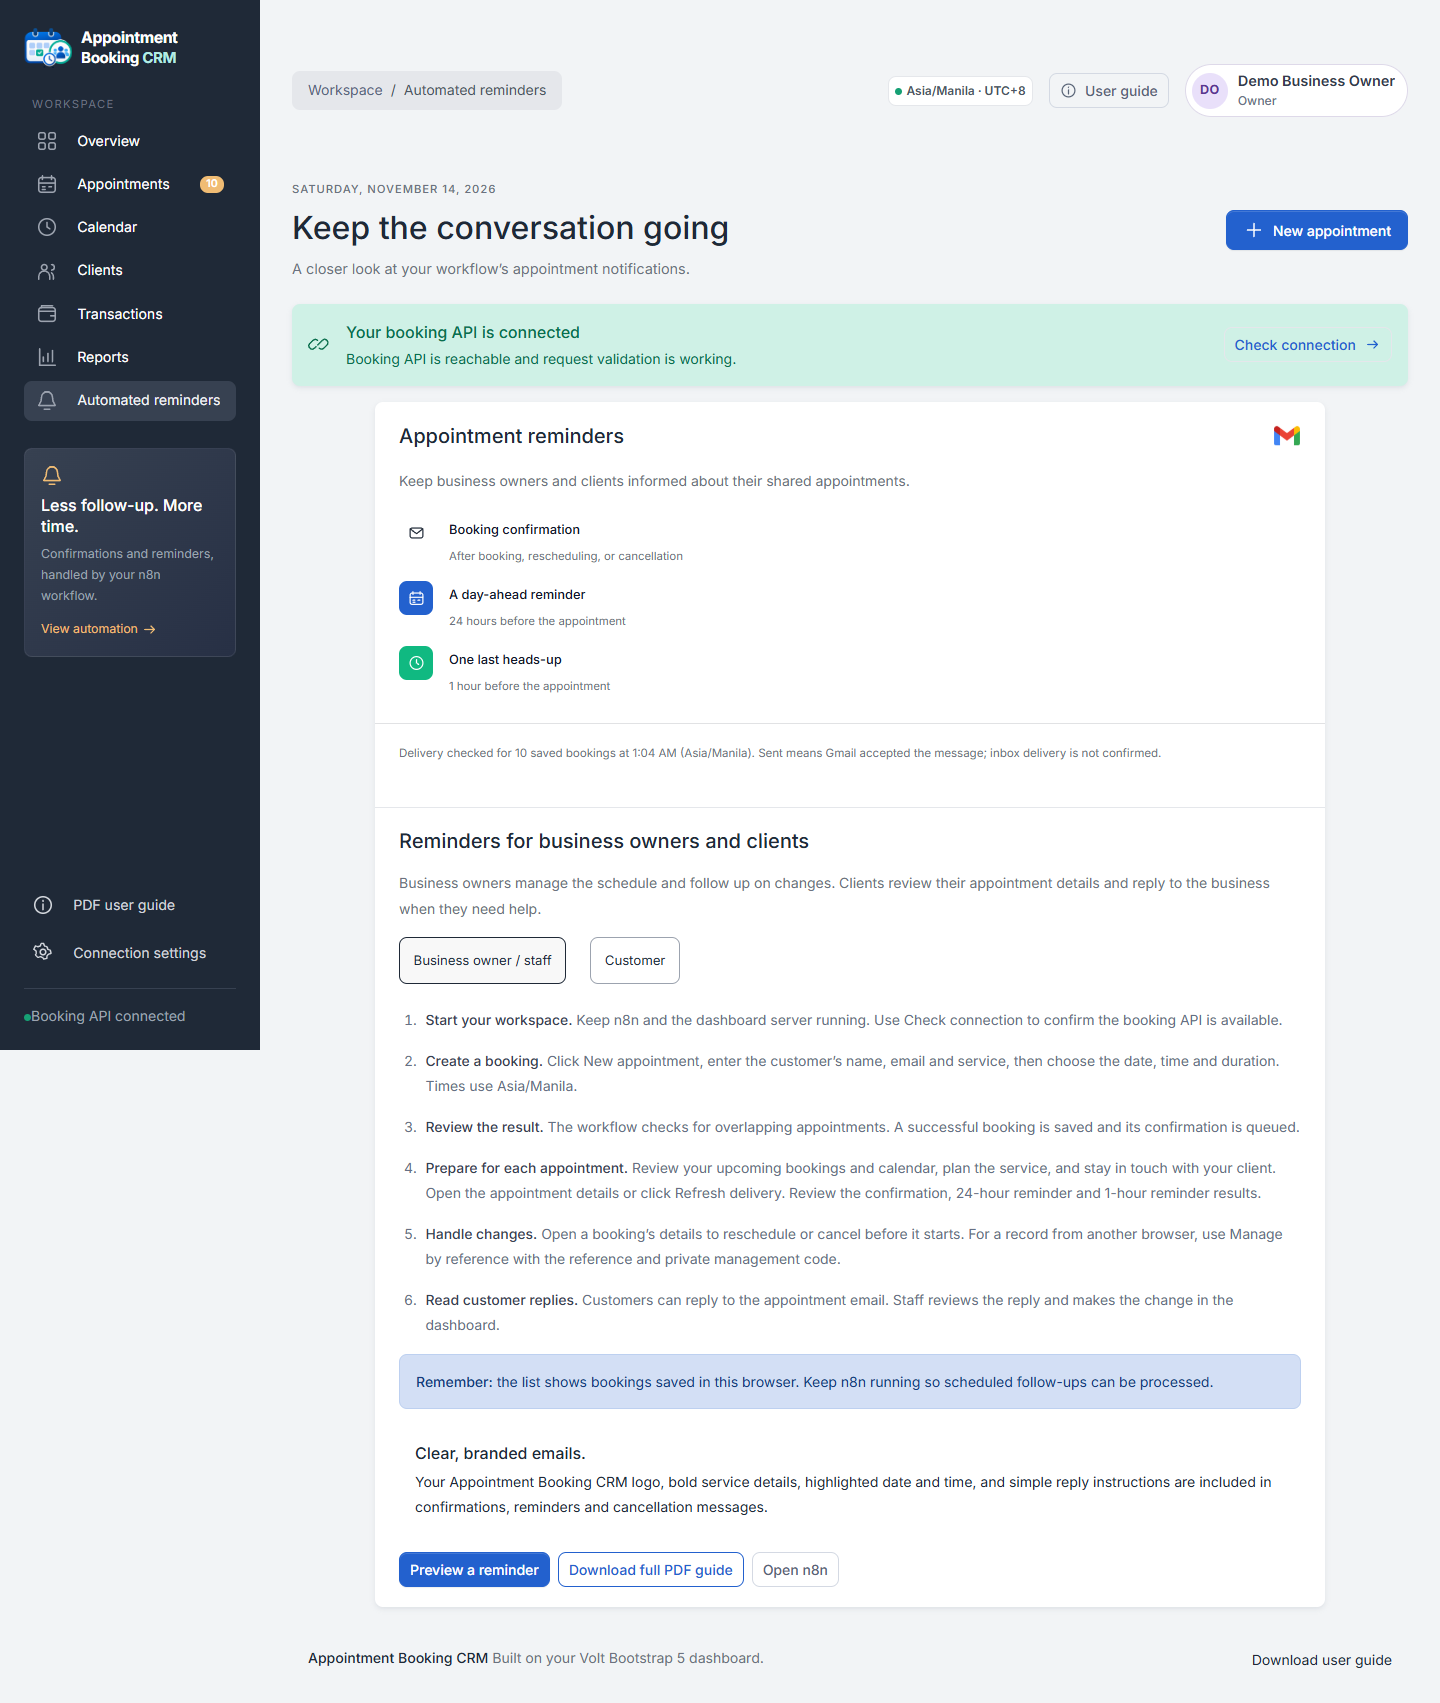 Appointment
Booking CRM
WORKSPACE
Overview
Appointments 10
Calendar
Clients
Transactions
Reports
Automated reminders
Less follow-up. More
time.
Confirmations and reminders,
handled by your n8n
workflow.
View automation →
PDF user guide
Connection settings
Booking API connected
Workspace / Automated reminders
Asia/Manila · UTC+8
User guide
DO
Demo Business Owner
Owner
SATURDAY, NOVEMBER 14, 2026
Keep the conversation going
A closer look at your workflow’s appointment notifications.
New appointment
Your booking API is connected
Booking API is reachable and request validation is working.
Check connection →
Appointment reminders
Keep business owners and clients informed about their shared appointments.
Booking confirmation
After booking, rescheduling, or cancellation
A day-ahead reminder
24 hours before the appointment
One last heads-up
1 hour before the appointment
Delivery checked for 10 saved bookings at 1:04 AM (Asia/Manila). Sent means Gmail accepted the message; inbox delivery is not confirmed.
Reminders for business owners and clients
Business owners manage the schedule and follow up on changes. Clients review their appointment details and reply to the business
when they need help.
Business owner / staff
Customer
1. Start your workspace. Keep n8n and the dashboard server running. Use Check connection to confirm the booking API is available.
2. Create a booking. Click New appointment, enter the customer’s name, email and service, then choose the date, time and duration.
Times use Asia/Manila.
3. Review the result. The workflow checks for overlapping appointments. A successful booking is saved and its confirmation is queued.
4. Prepare for each appointment. Review your upcoming bookings and calendar, plan the service, and stay in touch with your client.
Open the appointment details or click Refresh delivery. Review the confirmation, 24-hour reminder and 1-hour reminder results.
5. Handle changes. Open a booking’s details to reschedule or cancel before it starts. For a record from another browser, use Manage
by reference with the reference and private management code.
6. Read customer replies. Customers can reply to the appointment email. Staff reviews the reply and makes the change in the
dashboard.
Remember: the list shows bookings saved in this browser. Keep n8n running so scheduled follow-ups can be processed.
Clear, branded emails.
Your Appointment Booking CRM logo, bold service details, highlighted date and time, and simple reply instructions are included in
confirmations, reminders and cancellation messages.
Preview a reminder
Download full PDF guide
Open n8n
Appointment Booking CRM Built on your Volt Bootstrap 5 dashboard.
Download user guide